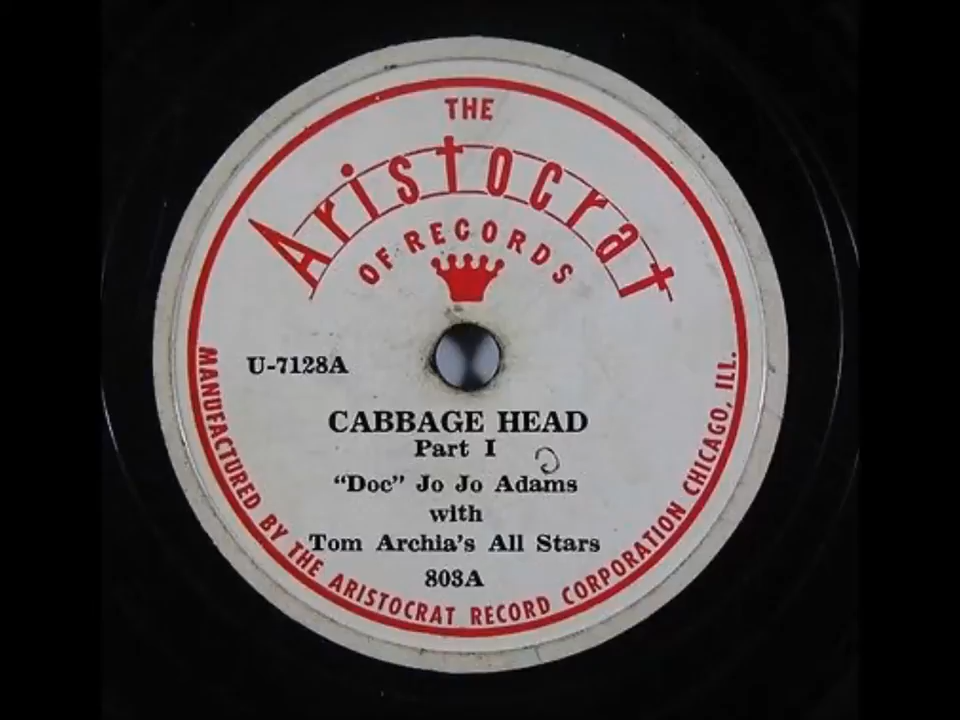 THE
Aristocrat
OF RECORDS
U-7128A
CABBAGE HEAD
Part I
"Doc" Jo Jo Adams
with
Tom Archia's All Stars
803A
MANUFACTURED BY THE ARISTOCRAT RECORD CORPORATION CHICAGO, ILL.